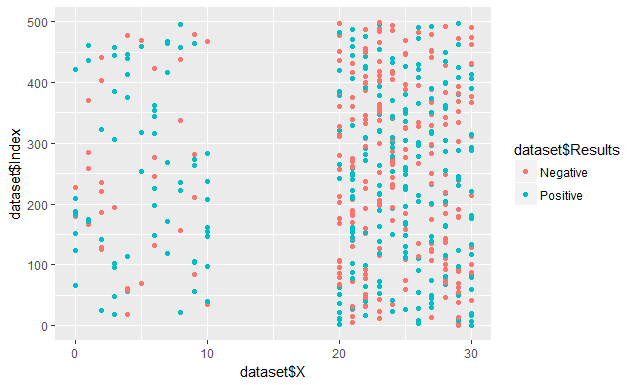 500
400
300
200
100
0
dataset$Index
0
10
20
30
dataset$X
dataset$Results
Negative
Positive